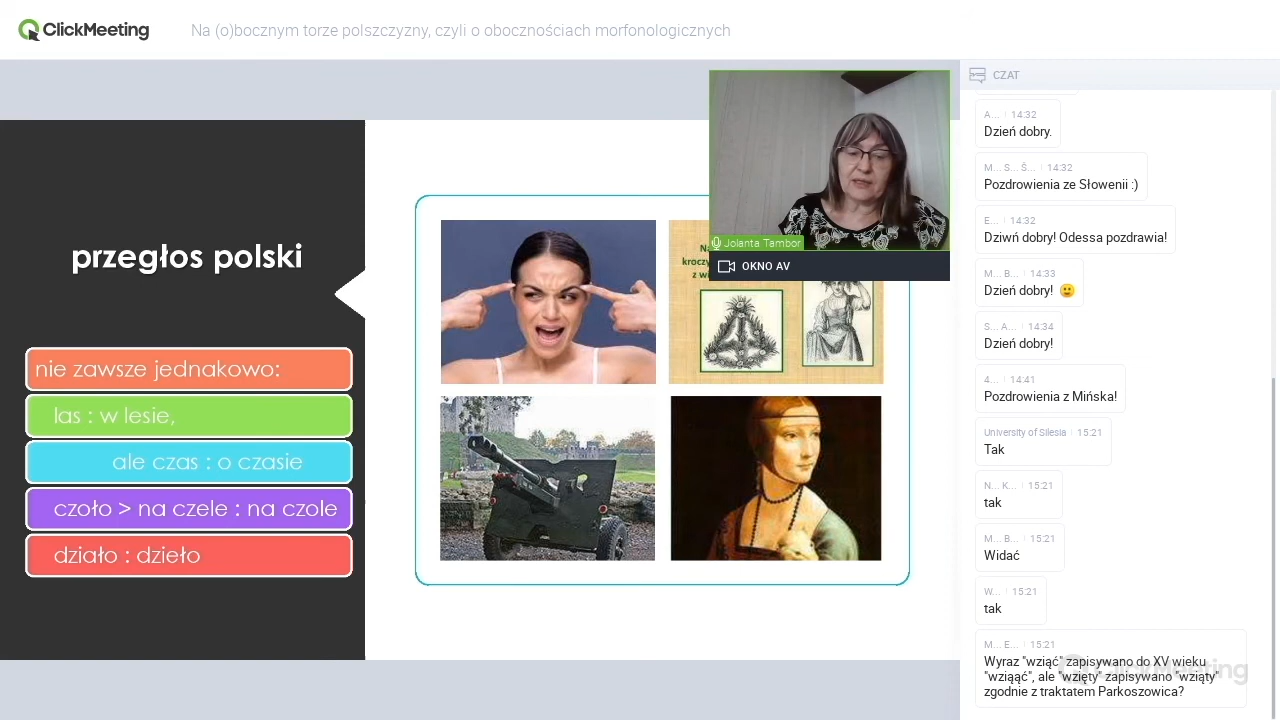 ClickMeeting
Na (o)bocznym torze polszczyzny, czyli o obocznościach morfonologicznych
przegłos polski
nie zawsze jednakowo:
las : w lesie,
ale czas : o czasie
czoło > na czele : na czole
działo : dzieło
Jolanta Tambor
OKNO AV
CZAT
A... 14:32
Dzień dobry.
M... S... Š... 14:32
Pozdrowienia ze Słowenii :)
E... 14:32
Dziwń dobry! Odessa pozdrawia!
M... B... 14:33
Dzień dobry! 🙂
S... A... 14:34
Dzień dobry!
4... 14:41
Pozdrowienia z Mińska!
University of Silesia 15:21
Tak
N... K... 15:21
tak
M... B... 15:21
Widać
W... 15:21
tak
M... E... 15:21
Wyraz "wziąć" zapisywano do XV wieku
"wziąąć", ale "wzięty" zapisywano "wziąty"
zgodnie z traktatem Parkoszowica?
ClickMeeting